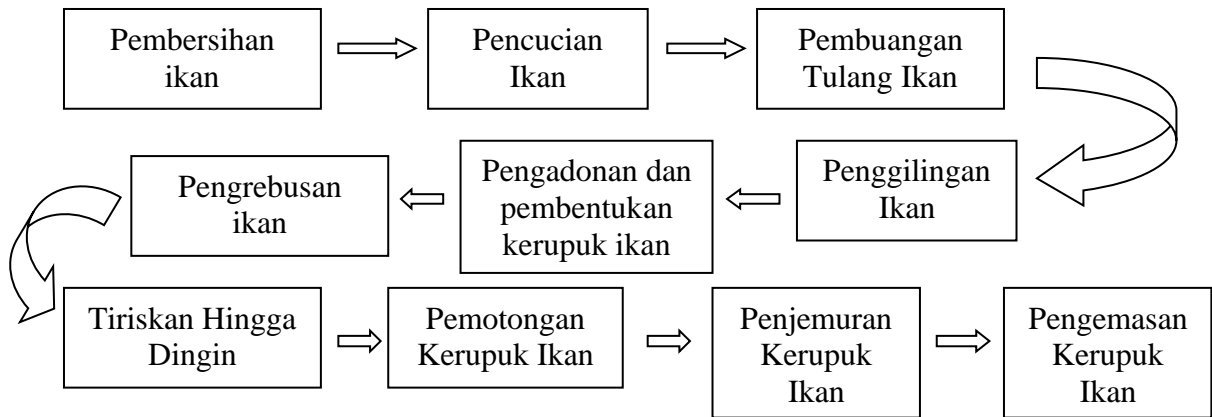 Pembersihan
ikan
Pencucian
Ikan
Pembuangan
Tulang Ikan
Penggilingan
Ikan
Pengadonan dan
pembentukan
kerupuk ikan
Pengrebusan
ikan
Tiriskan Hingga
Dingin
Pemotongan
Kerupuk Ikan
Penjemuran
Kerupuk
Ikan
Pengemasan
Kerupuk
Ikan